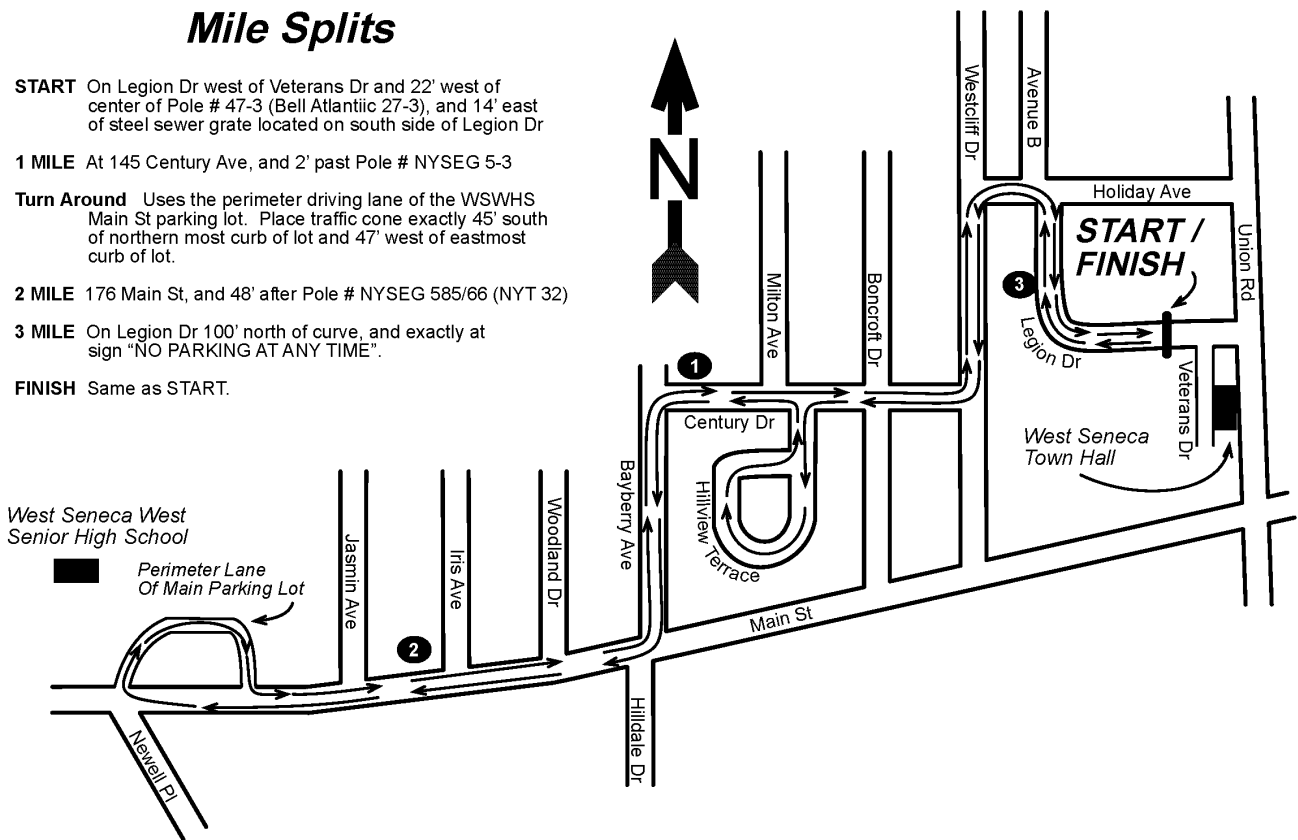 Mile Splits
START On Legion Dr west of Veterans Dr and 22' west of
center of Pole # 47-3 (Bell Atlantiic 27-3), and 14' east
of steel sewer grate located on south side of Legion Dr
1 MILE At 145 Century Ave, and 2' past Pole # NYSEG 5-3
Turn Around Uses the perimeter driving lane of the WSWHS
Main St parking lot. Place traffic cone exactly 45' south
of northern most curb of lot and 47' west of eastmost
curb of lot.
2 MILE 176 Main St, and 48' after Pole # NYSEG 585/66 (NYT 32)
3 MILE On Legion Dr 100' north of curve, and exactly at
sign “NO PARKING AT ANY TIME”.
FINISH Same as START.
N
Westcliff Dr
Avenue B
Holiday Ave
START /
FINISH
Union Rd
3
Legion Dr
Veterans Dr
West Seneca
Town Hall
Milton Ave
Boncroft Dr
1
Century Dr
Bayberry Ave
Hillview Terrace
Main St
West Seneca West
Senior High School
Perimeter Lane
Of Main Parking Lot
Jasmin Ave
Iris Ave
Woodland Dr
2
Hilldale Dr
Newell Pl